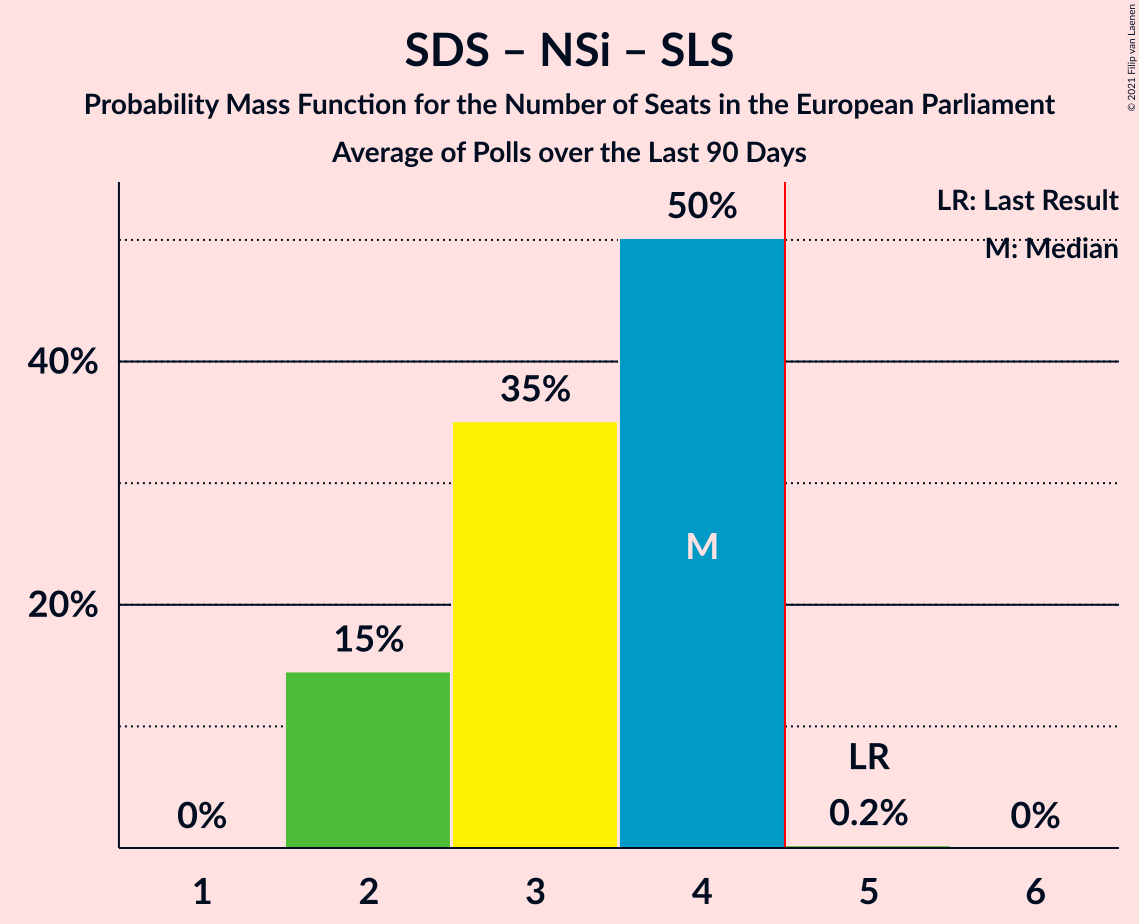 SDS – NSi – SLS
Probability Mass Function for the Number of Seats in the European Parliament
Average of Polls over the Last 90 Days
© 2021 Filip van Laenen
LR: Last Result
M: Median
50%
40%
35%
M
20%
15%
LR
0%
0.2%
0%
1
2
3
4
5
6